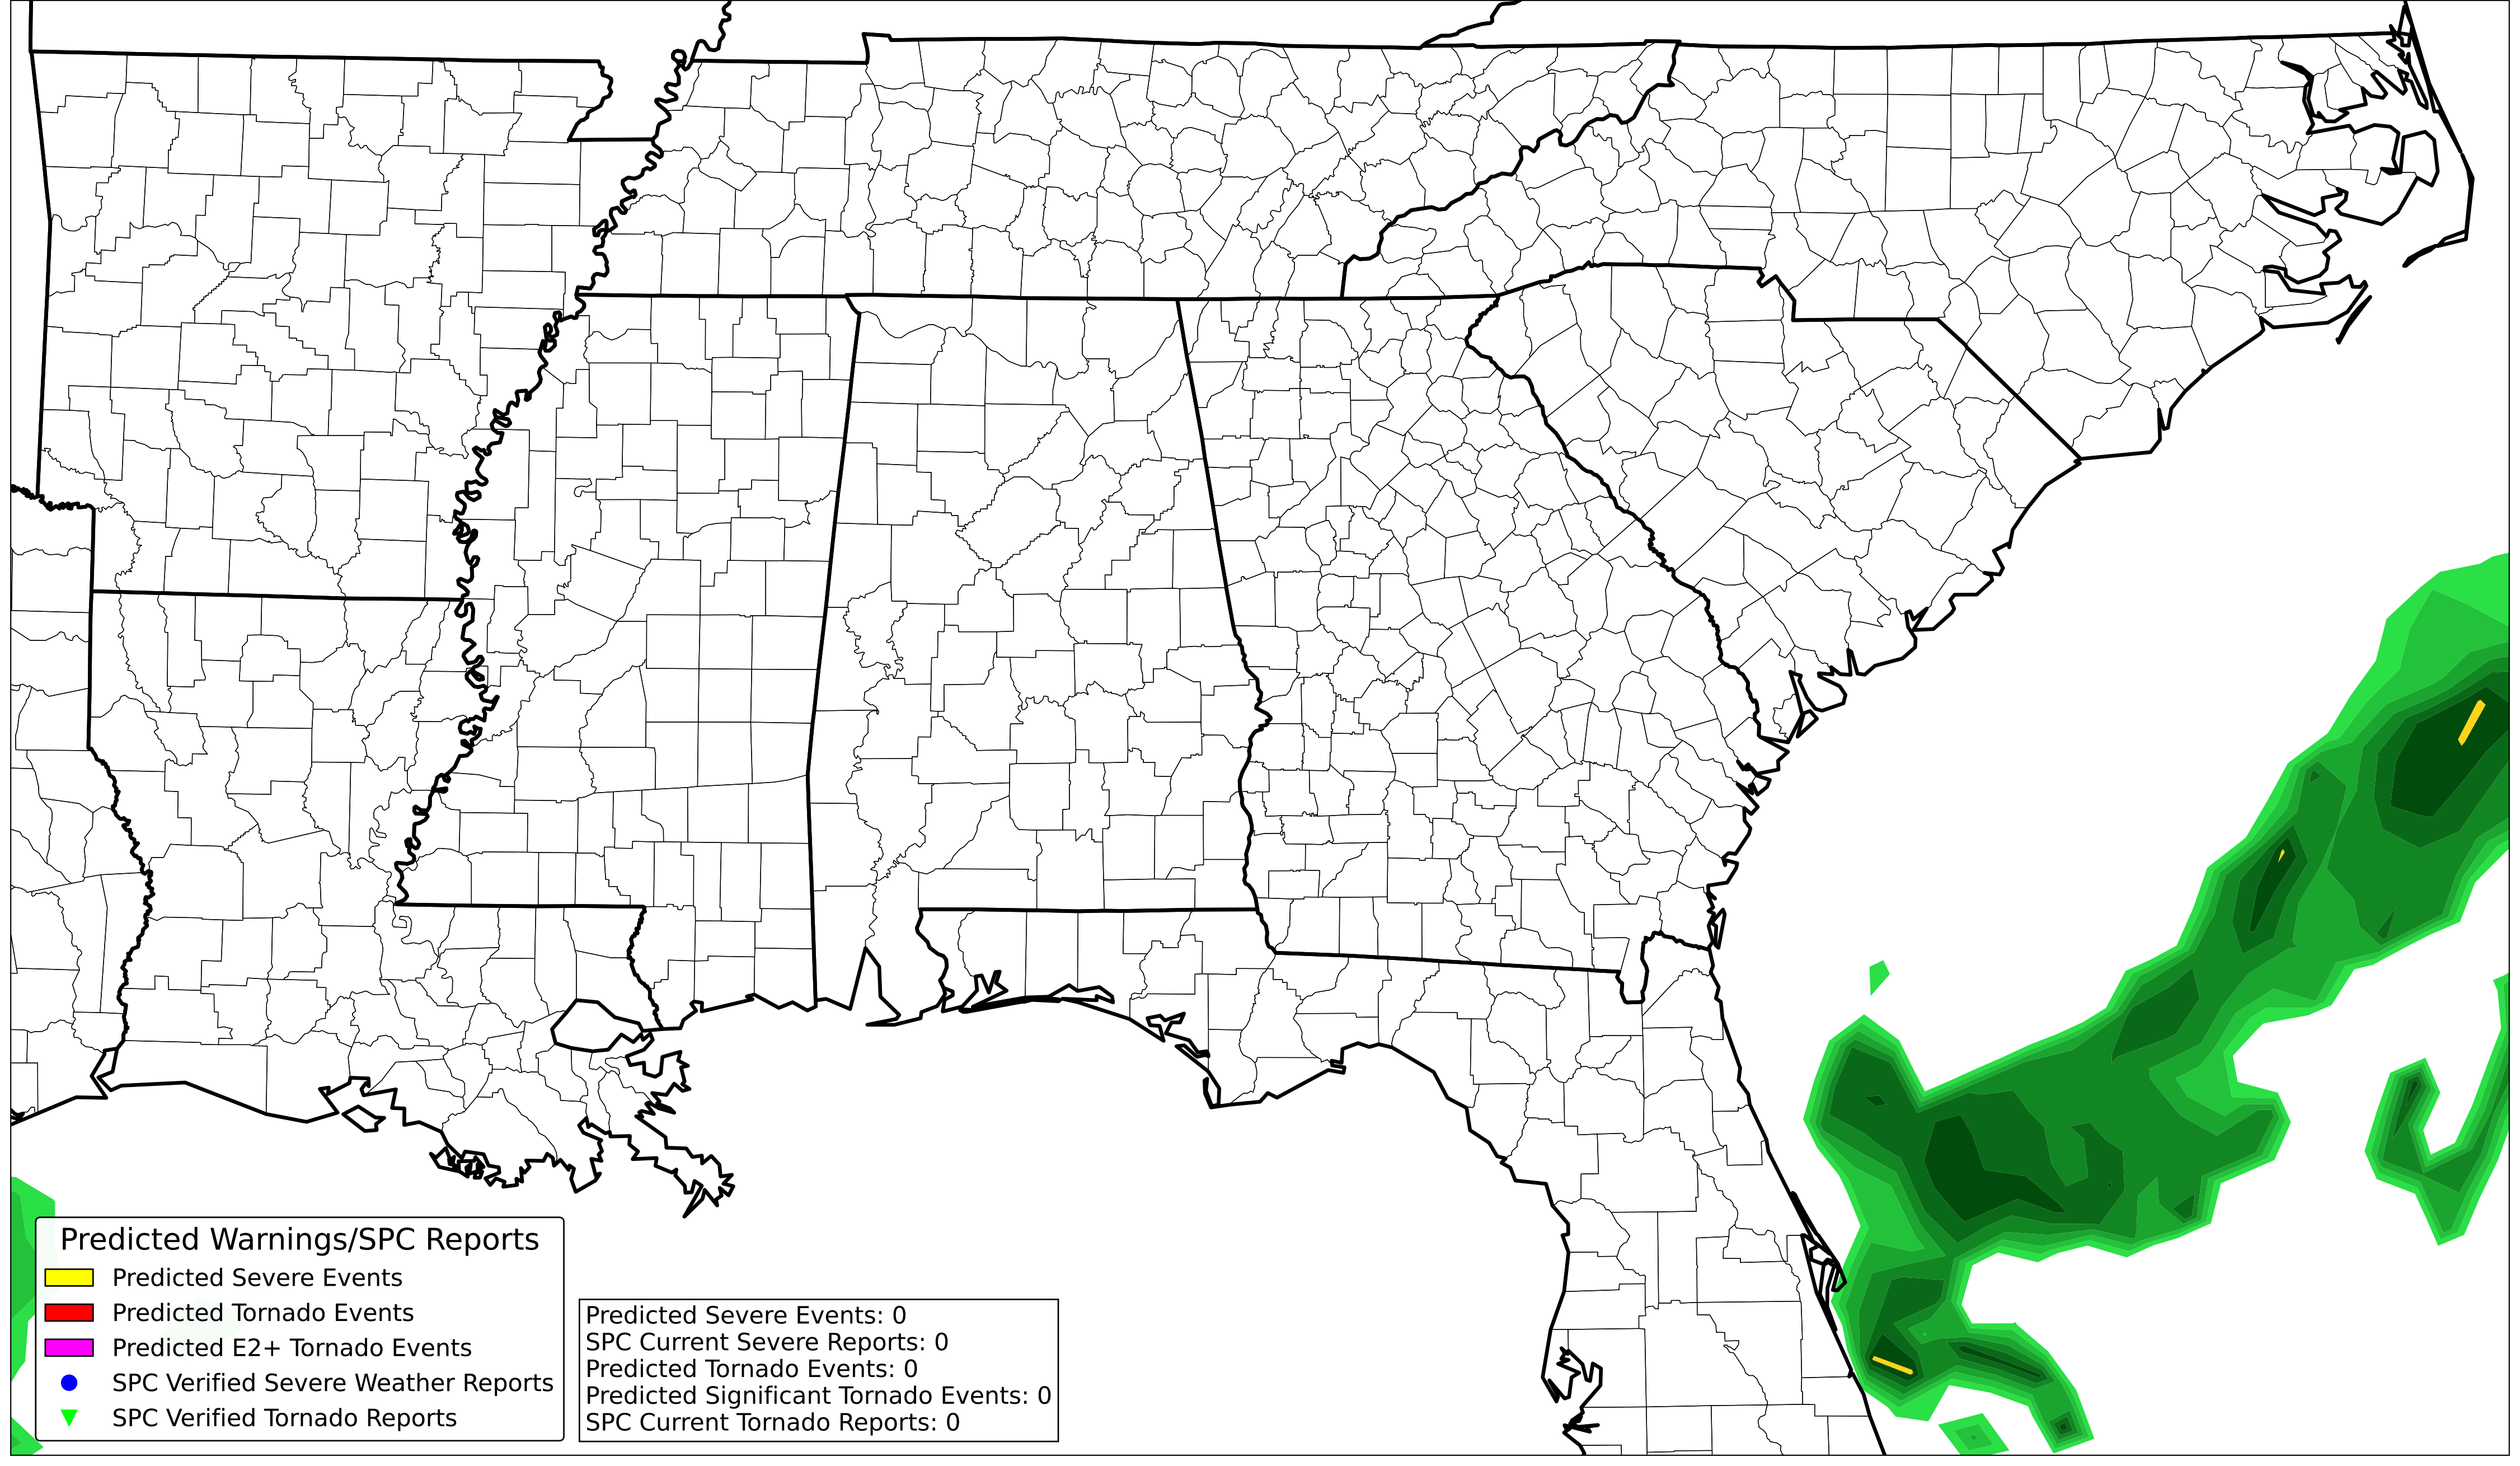 Predicted Warnings/SPC Reports
Predicted Severe Events
Predicted Tornado Events
Predicted E2+ Tornado Events
SPC Verified Severe Weather Reports
SPC Verified Tornado Reports
Predicted Severe Events: 0
SPC Current Severe Reports: 0
Predicted Tornado Events: 0
Predicted Significant Tornado Events: 0
SPC Current Tornado Reports: 0